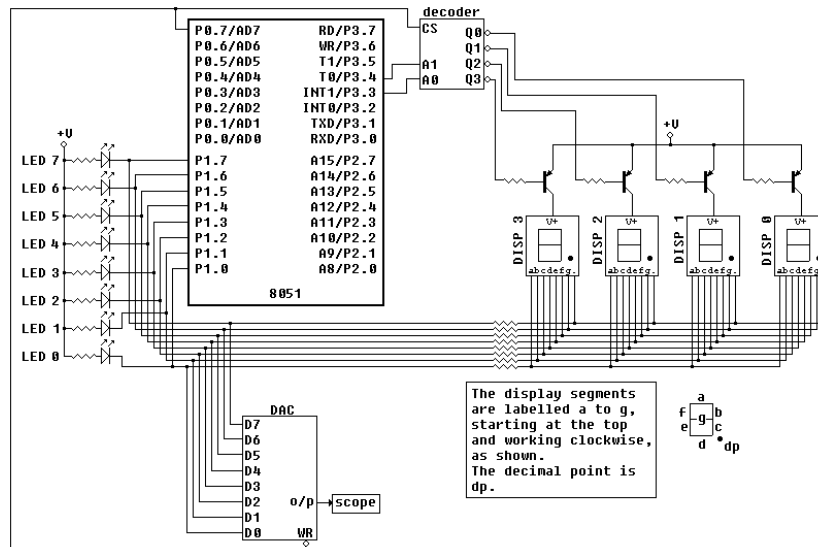 decoder
CS
A1
A0
Q0
Q1
Q2
Q3
P0.7/AD7 RD/P3.7
P0.6/AD6 WR/P3.6
P0.5/AD5 T1/P3.5
P0.4/AD4 T0/P3.4
P0.3/AD3 INT1/P3.3
P0.2/AD2 INT0/P3.2
P0.1/AD1 TXD/P3.1
P0.0/AD0 RXD/P3.0
P1.7 A15/P2.7
P1.6 A14/P2.6
P1.5 A13/P2.5
P1.4 A12/P2.4
P1.3 A11/P2.3
P1.2 A10/P2.2
P1.1 A9/P2.1
P1.0 A8/P2.0
8051
+V
LED 7
LED 6
LED 5
LED 4
LED 3
LED 2
LED 1
LED 0
+V
DISP 3
V+
abcdefg.
DISP 2
V+
abcdefg.
DISP 1
V+
abcdefg.
DISP 0
V+
abcdefg.
DAC
D7
D6
D5
D4
D3
D2
D1
D0
o/p
scope
WR
The display segments
are labelled a to g,
starting at the top
and working clockwise,
as shown.
The decimal point is
dp.
a
f b
g
e c
d dp